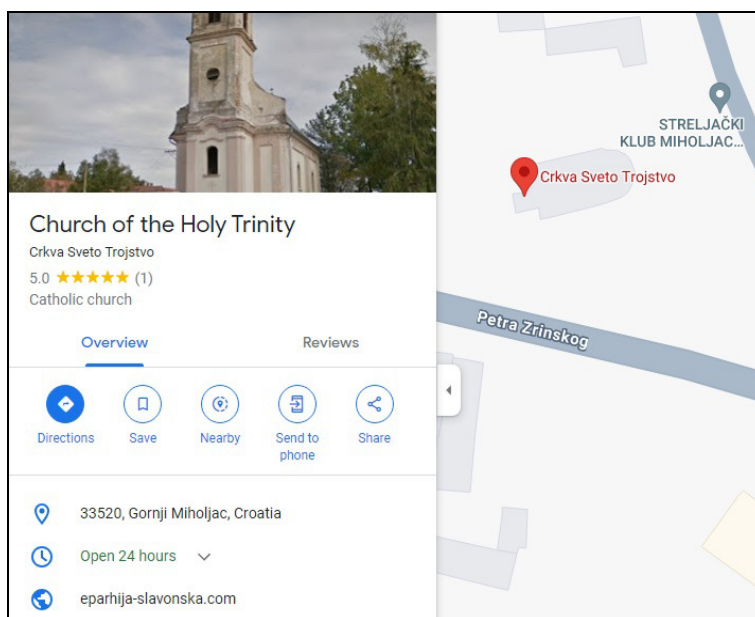 Church of the Holy Trinity
Crkva Sveto Trojstvo
5.0 ★★★★★ (1)
Catholic church
Overview Reviews
Directions Save Nearby Send to phone Share
33520, Gornji Miholjac, Croatia
Open 24 hours
eparhija-slavonska.com
STRELJAČKI
KLUB MIHOLJAC...
Crkva Sveto Trojstvo
Petra Zrinskog